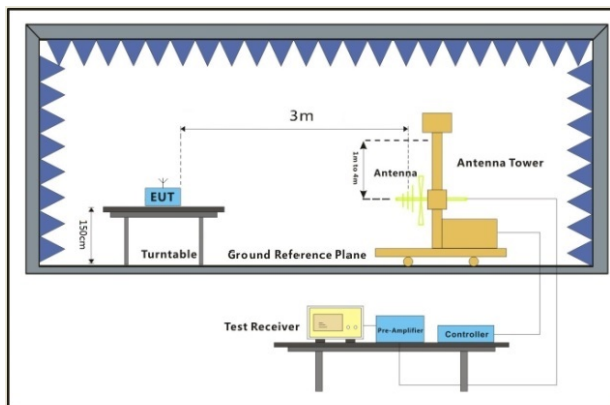 3m
1m to 4m
Antenna
Antenna Tower
EUT
150cm
Turntable
Ground Reference Plane
Test Receiver
Pre-Amplifier
Controller